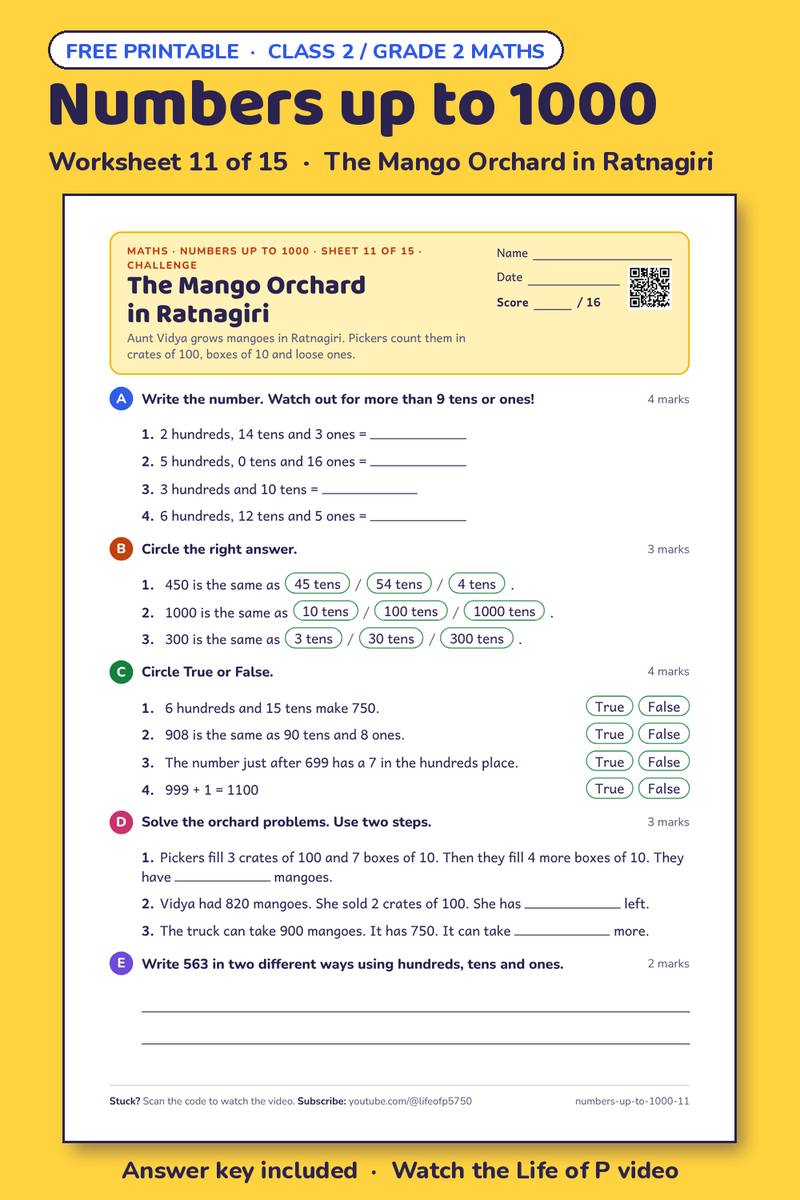 FREE PRINTABLE · CLASS 2 / GRADE 2 MATHS
Numbers up to 1000
Worksheet 11 of 15 · The Mango Orchard in Ratnagiri
MATHS · NUMBERS UP TO 1000 · SHEET 11 OF 15 ·
CHALLENGE
The Mango Orchard
in Ratnagiri
Aunt Vidya grows mangoes in Ratnagiri. Pickers count them in
crates of 100, boxes of 10 and loose ones.
Name ____________
Date ____________
Score _____ / 16
A Write the number. Watch out for more than 9 tens or ones! 4 marks
1. 2 hundreds, 14 tens and 3 ones = ____________
2. 5 hundreds, 0 tens and 16 ones = ____________
3. 3 hundreds and 10 tens = ____________
4. 6 hundreds, 12 tens and 5 ones = ____________
B Circle the right answer. 3 marks
1. 450 is the same as 45 tens / 54 tens / 4 tens .
2. 1000 is the same as 10 tens / 100 tens / 1000 tens .
3. 300 is the same as 3 tens / 30 tens / 300 tens .
C Circle True or False. 4 marks
1. 6 hundreds and 15 tens make 750. True False
2. 908 is the same as 90 tens and 8 ones. True False
3. The number just after 699 has a 7 in the hundreds place. True False
4. 999 + 1 = 1100 True False
D Solve the orchard problems. Use two steps. 3 marks
1. Pickers fill 3 crates of 100 and 7 boxes of 10. Then they fill 4 more boxes of 10. They
have ____________ mangoes.
2. Vidya had 820 mangoes. She sold 2 crates of 100. She has ____________ left.
3. The truck can take 900 mangoes. It has 750. It can take ____________ more.
E Write 563 in two different ways using hundreds, tens and ones. 2 marks
Stuck? Scan the code to watch the video. Subscribe: youtube.com/@lifeofp5750 numbers-up-to-1000-11
Answer key included · Watch the Life of P video